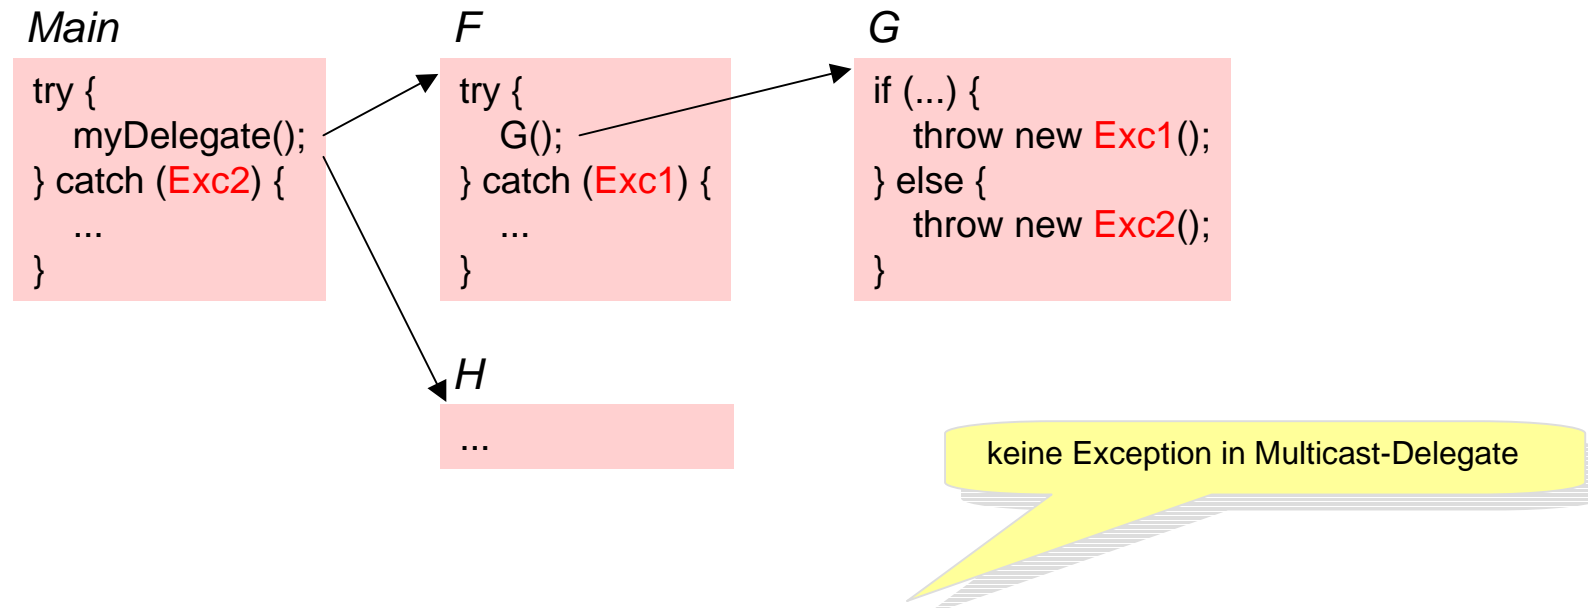 Main
try {
myDelegate();
} catch (Exc2) {
...
}
F
try {
G();
} catch (Exc1) {
...
}
G
if (...) {
throw new Exc1();
} else {
throw new Exc2();
}
H
...
keine Exception in Multicast-Delegate